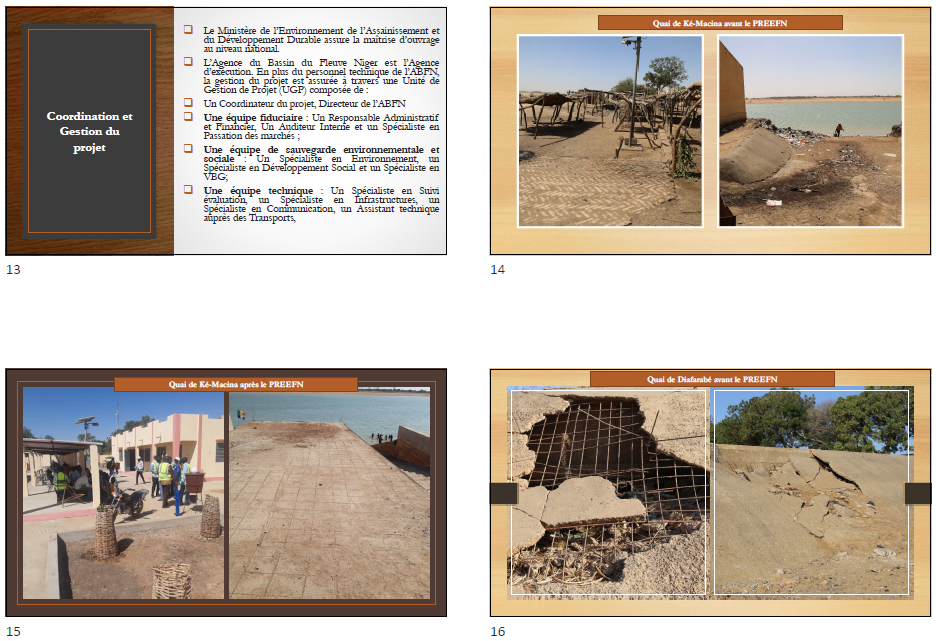 Coordination et
Gestion du
projet
Le Ministère de l’Environnement de l’Assainissement et
du Développement Durable assure la maîtrise d’ouvrage
au niveau national.
L’Agence du Bassin du Fleuve Niger est l’Agence
d’exécution. En plus du personnel technique de l’ABFN,
la gestion du projet est assurée à travers une Unité de
Gestion de Projet (UGP) composée de :
Un Coordinateur du projet, Directeur de l’ABFN
Une équipe fiduciaire : Un Responsable Administratif
et Financier, Un Auditeur Interne et un Spécialiste en
Passation des marchés ;
Une équipe de sauvegarde environnementale et
sociale : Un Spécialiste en Environnement, un
Spécialiste en Développement Social et un Spécialiste en
VBG;
Une équipe technique : Un Spécialiste en Suivi
évaluation, un Spécialiste en Infrastructures, un
Spécialiste en Communication, un Assistant technique
auprès des Transports,
13
Quai de Ké-Macina avant le PREEFN
14
Quai de Ké-Macina après le PREEFN
15
Quai de Diafarabé avant le PREEFN
16